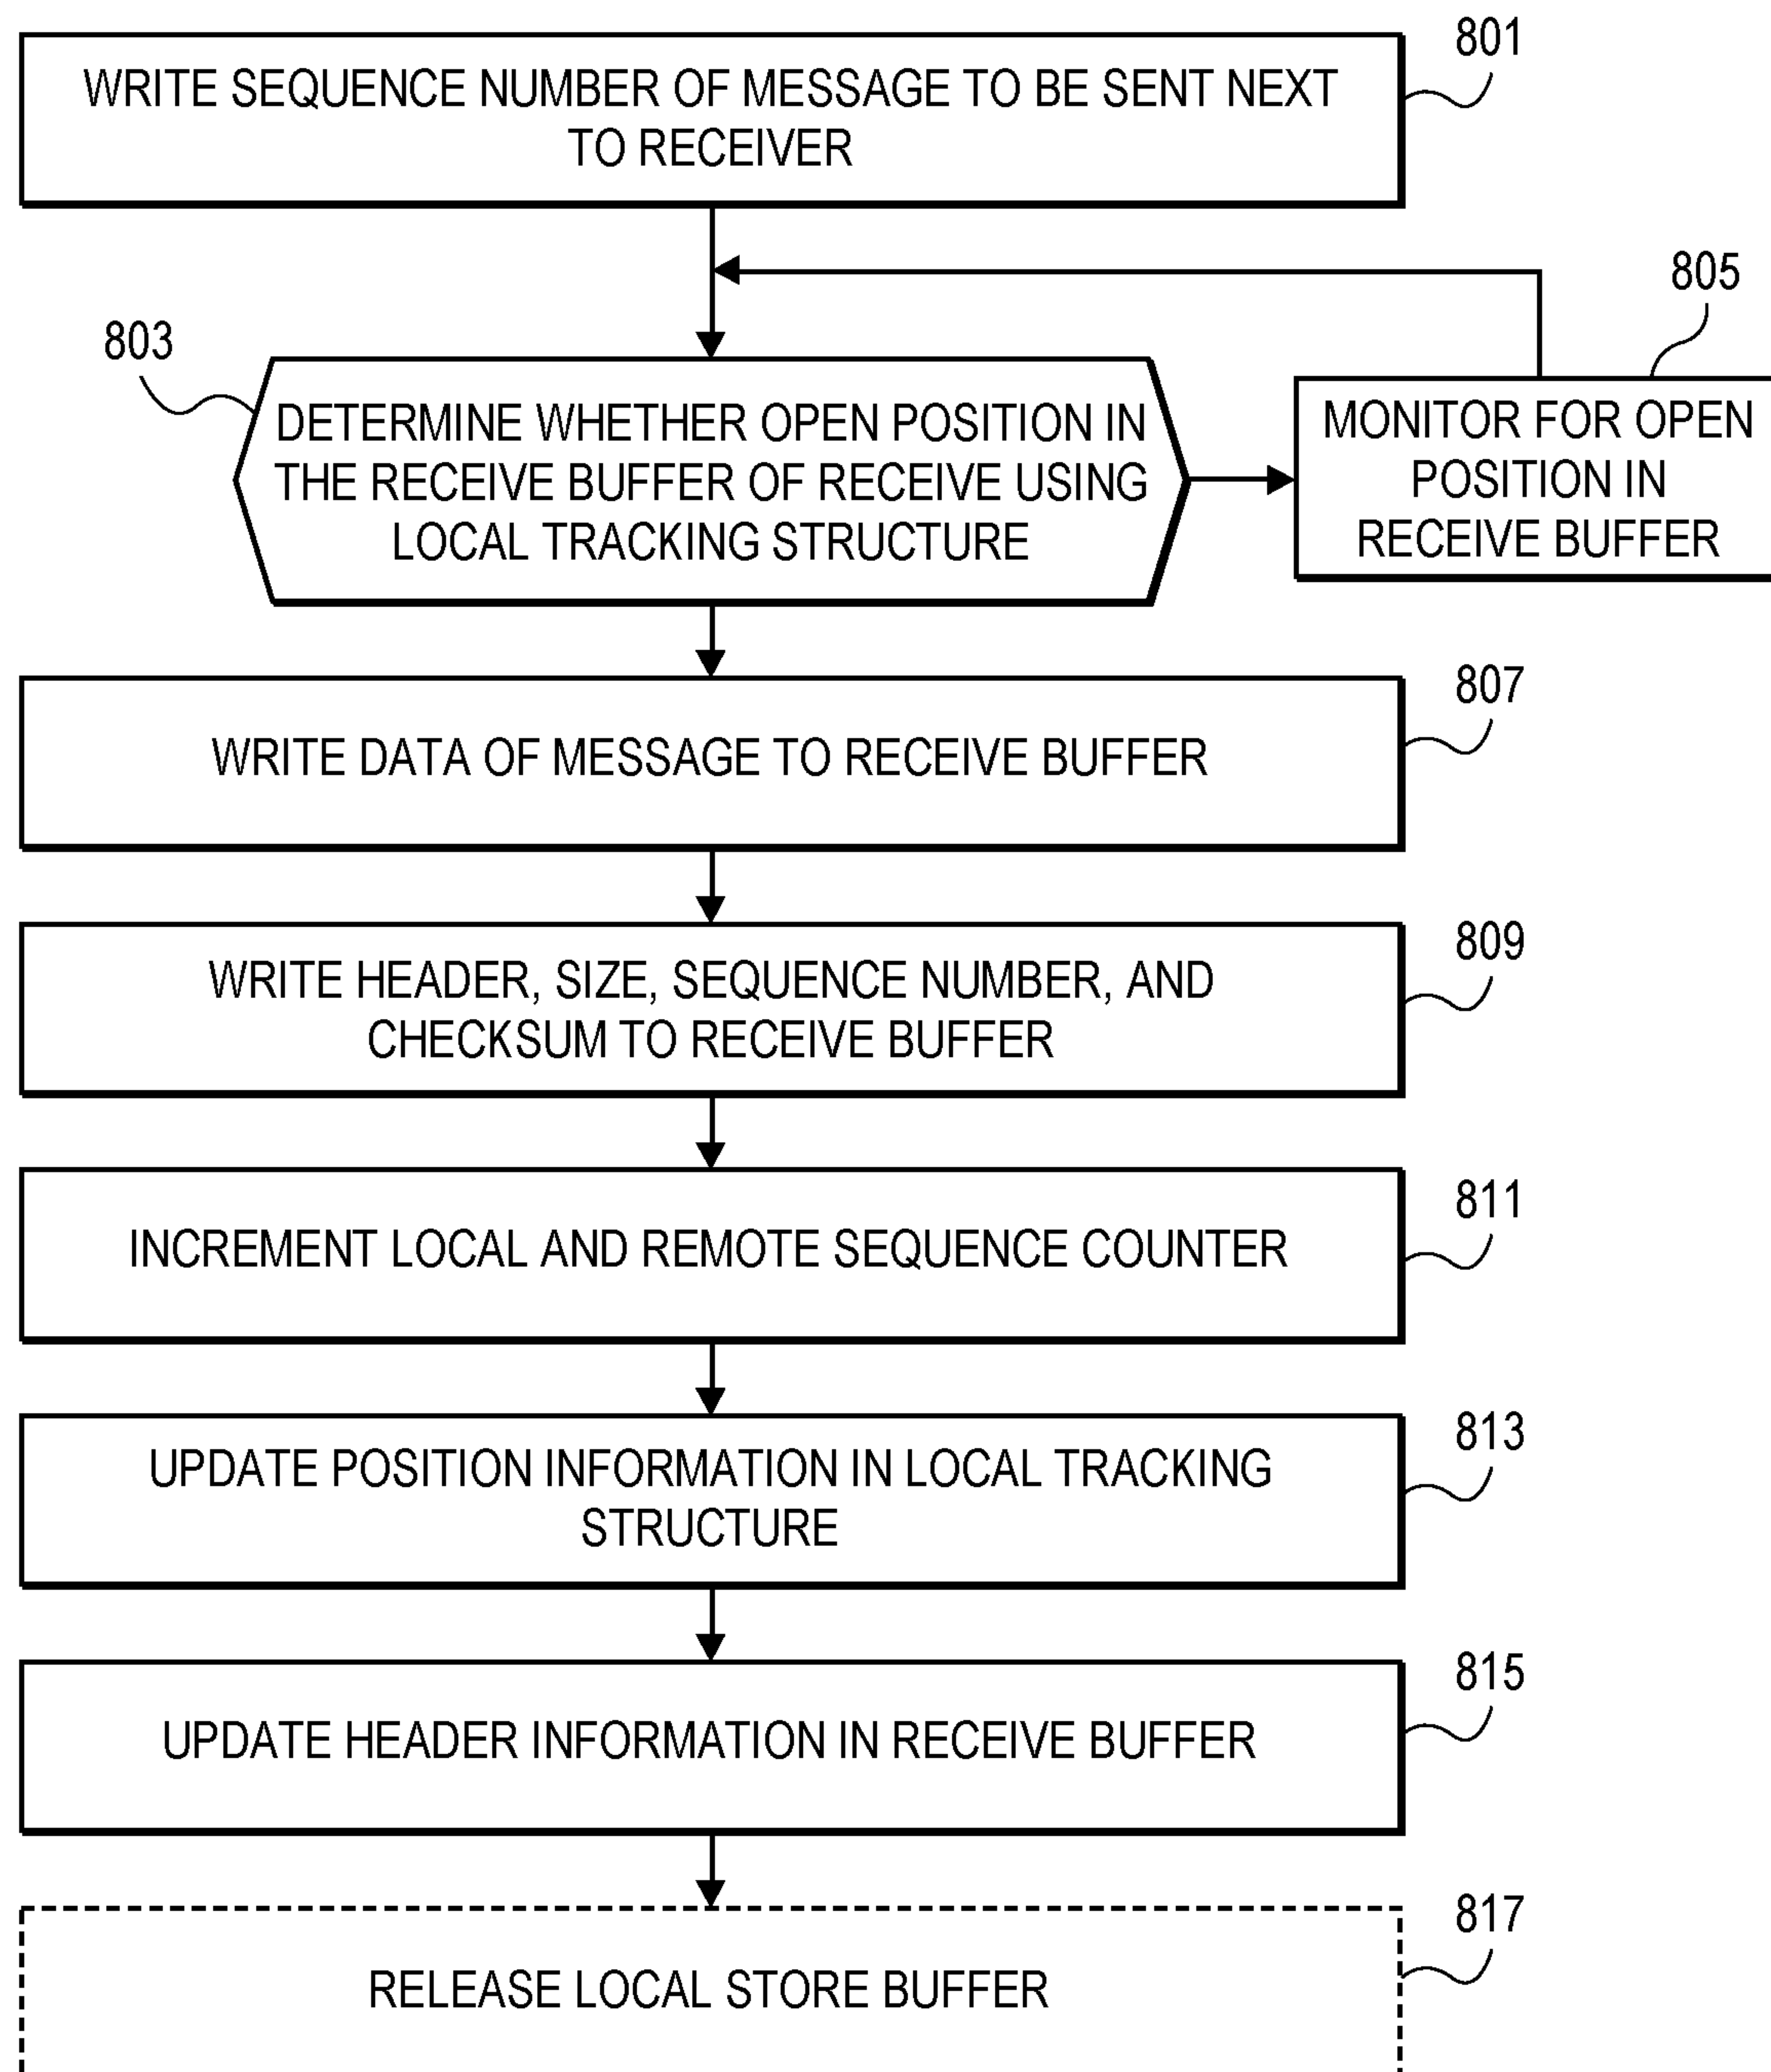 801
WRITE SEQUENCE NUMBER OF MESSAGE TO BE SENT NEXT
TO RECEIVER
805
803
DETERMINE WHETHER OPEN POSITION IN
THE RECEIVE BUFFER OF RECEIVE USING
LOCAL TRACKING STRUCTURE
MONITOR FOR OPEN
POSITION IN
RECEIVE BUFFER
807
WRITE DATA OF MESSAGE TO RECEIVE BUFFER
809
WRITE HEADER, SIZE, SEQUENCE NUMBER, AND
CHECKSUM TO RECEIVE BUFFER
811
INCREMENT LOCAL AND REMOTE SEQUENCE COUNTER
813
UPDATE POSITION INFORMATION IN LOCAL TRACKING
STRUCTURE
815
UPDATE HEADER INFORMATION IN RECEIVE BUFFER
817
RELEASE LOCAL STORE BUFFER